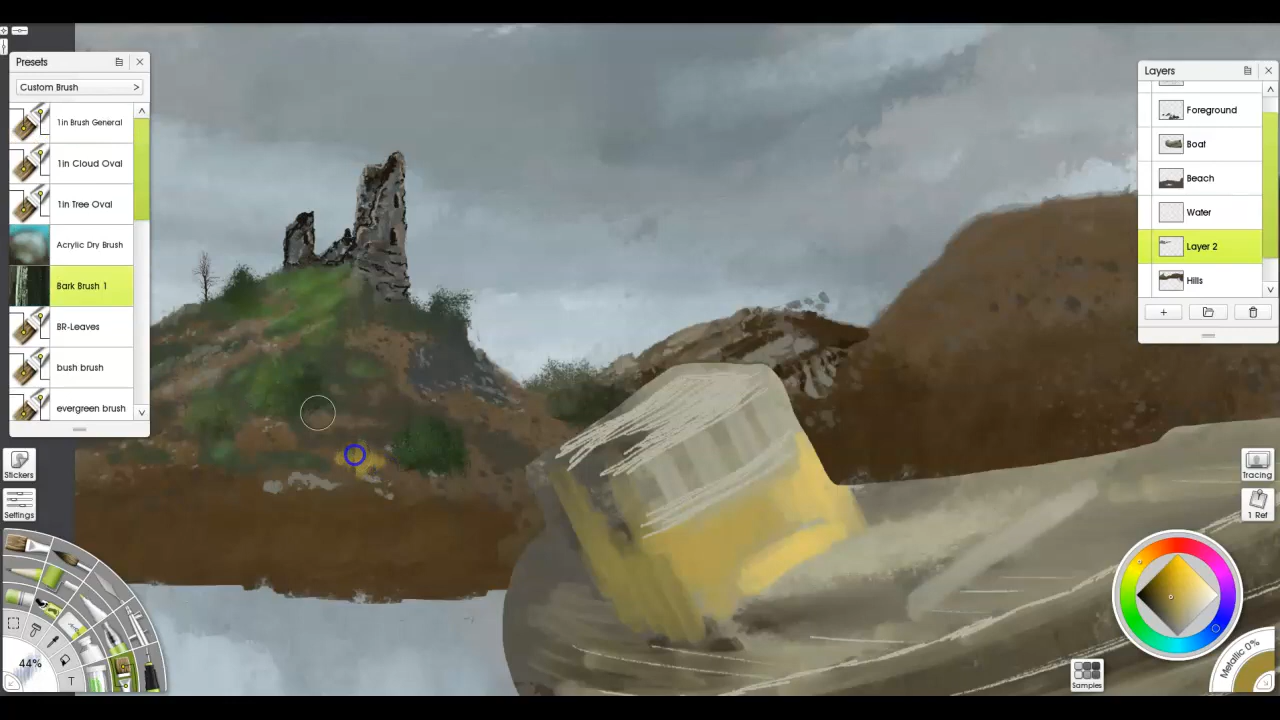 Presets
Custom Brush >
1in Brush General
1in Cloud Oval
1in Tree Oval
Acrylic Dry Brush
Bark Brush 1
BR-Leaves
bush brush
evergreen brush
Stickers
Settings
44%
T
Layers
Foreground
Boat
Beach
Water
Layer 2
Hills
+
Tracing
1 Ref
Samples
Metallic 0%